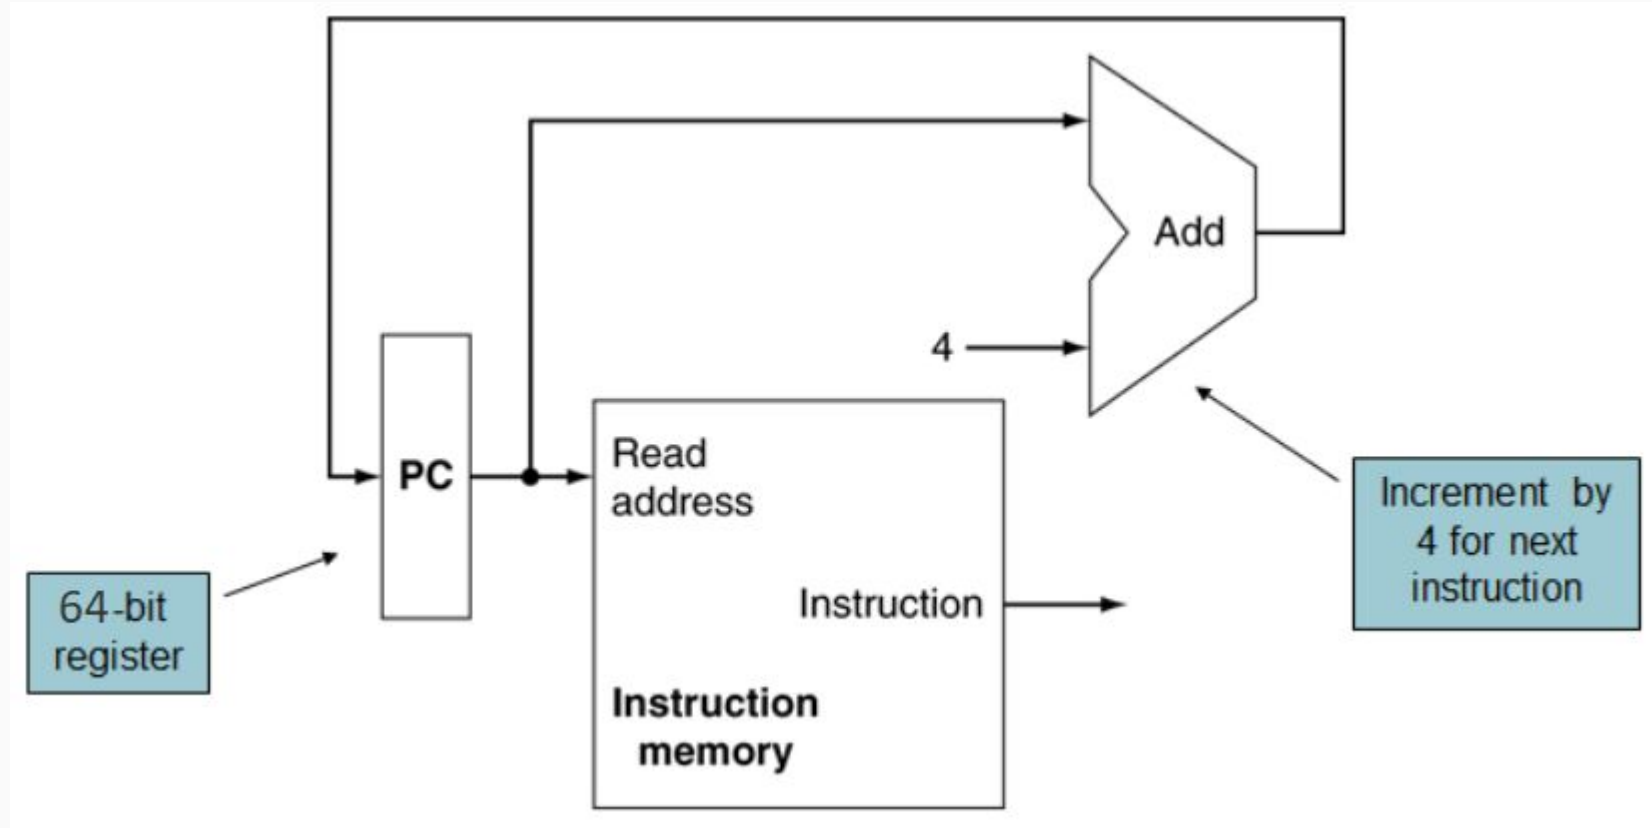 Add
4
PC
Read
address
Increment by
4 for next
instruction
64-bit
register
Instruction
Instruction
memory